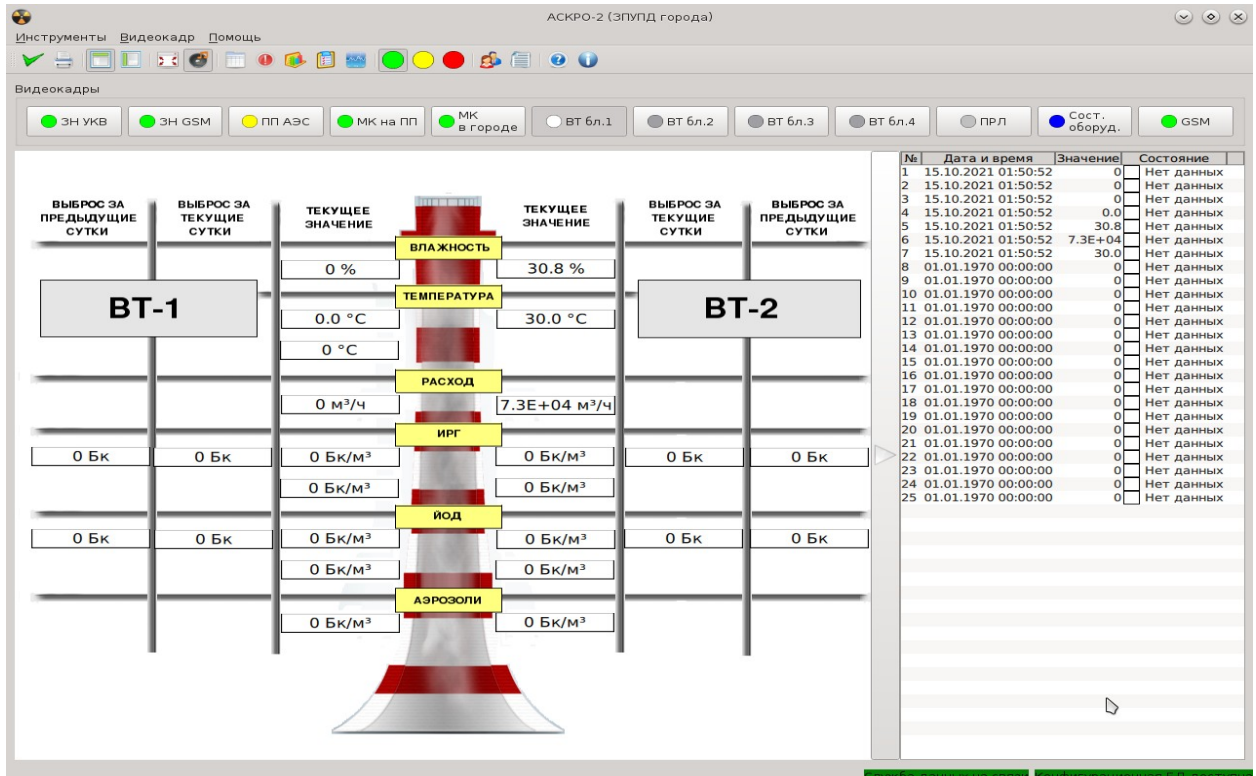 АСКРО-2 (ЗПУПД города)
Инструменты Видеокадр Помощь
Видеокадры
ЗН УКВ ЗН GSM ПП АЭС МК на ПП МК в городе ВТ бл.1 ВТ бл.2 ВТ бл.3 ВТ бл.4 ПРЛ Сост. оборуд. GSM
ВЫБРОС ЗА ПРЕДЫДУЩИЕ СУТКИ
ВЫБРОС ЗА ТЕКУЩИЕ СУТКИ
ТЕКУЩЕЕ ЗНАЧЕНИЕ
ТЕКУЩЕЕ ЗНАЧЕНИЕ
ВЫБРОС ЗА ТЕКУЩИЕ СУТКИ
ВЫБРОС ЗА ПРЕДЫДУЩИЕ СУТКИ
ВЛАЖНОСТЬ
0 % 30.8 %
ВТ-1
ТЕМПЕРАТУРА
ВТ-2
0.0 °C 30.0 °C
0 °C
РАСХОД
0 м³/ч 7.3E+04 м³/ч
ИРГ
0 Бк 0 Бк 0 Бк/м³ 0 Бк/м³ 0 Бк 0 Бк
0 Бк/м³ 0 Бк/м³
ЙОД
0 Бк 0 Бк 0 Бк/м³ 0 Бк/м³ 0 Бк 0 Бк
0 Бк/м³ 0 Бк/м³
АЭРОЗОЛИ
0 Бк/м³ 0 Бк/м³
№ Дата и время Значение Состояние
1 15.10.2021 01:50:52 0 Нет данных
2 15.10.2021 01:50:52 0 Нет данных
3 15.10.2021 01:50:52 0 Нет данных
4 15.10.2021 01:50:52 0.0 Нет данных
5 15.10.2021 01:50:52 30.8 Нет данных
6 15.10.2021 01:50:52 7.3E+04 Нет данных
7 15.10.2021 01:50:52 30.0 Нет данных
8 01.01.1970 00:00:00 0 Нет данных
9 01.01.1970 00:00:00 0 Нет данных
10 01.01.1970 00:00:00 0 Нет данных
11 01.01.1970 00:00:00 0 Нет данных
12 01.01.1970 00:00:00 0 Нет данных
13 01.01.1970 00:00:00 0 Нет данных
14 01.01.1970 00:00:00 0 Нет данных
15 01.01.1970 00:00:00 0 Нет данных
16 01.01.1970 00:00:00 0 Нет данных
17 01.01.1970 00:00:00 0 Нет данных
18 01.01.1970 00:00:00 0 Нет данных
19 01.01.1970 00:00:00 0 Нет данных
20 01.01.1970 00:00:00 0 Нет данных
21 01.01.1970 00:00:00 0 Нет данных
22 01.01.1970 00:00:00 0 Нет данных
23 01.01.1970 00:00:00 0 Нет данных
24 01.01.1970 00:00:00 0 Нет данных
25 01.01.1970 00:00:00 0 Нет данных